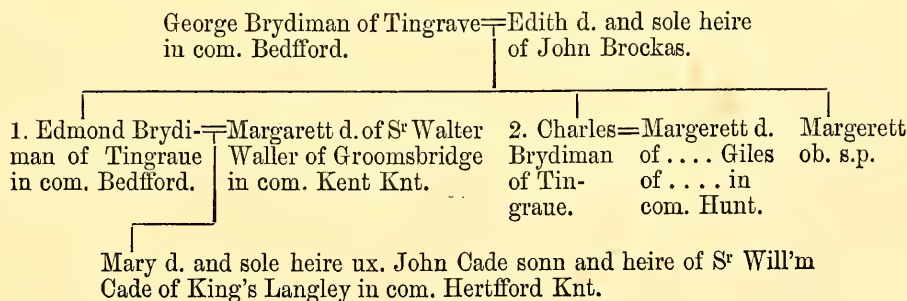 George Brydiman of Tingrave
in com. Bedfford.
Edith d. and sole heire
of John Brockas.
1. Edmond Brydi-
man of Tingraue
in com. Bedfford.
Margarett d. of Sʳ Walter
Waller of Groomsbridge
in com. Kent Knt.
2. Charles
Brydiman
of Tin-
graue.
Margerett d.
of .... Giles
of .... in
com. Hunt.
Margerett
ob. s.p.
Mary d. and sole heire ux. John Cade sonn and heire of Sʳ Will'm
Cade of King's Langley in com. Hertfford Knt.